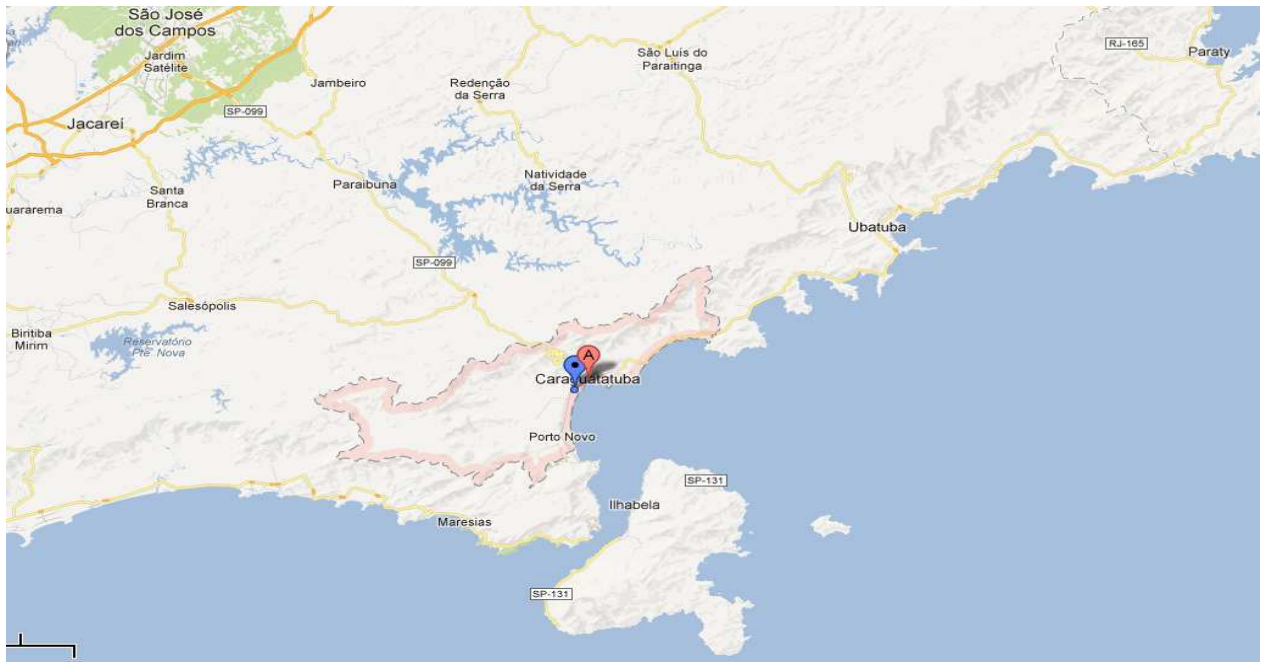 São José
dos Campos
Jardim
Satélite
RJ-165
Paraty
São Luís do
Paraitinga
Jambeiro
Redenção
da Serra
SP-099
Jacareí
Natividade
da Serra
Paraibuna
Santa
Branca
uararema
Ubatuba
SP-099
Salesópolis
Biritiba
Mirim
Reservatório
Pte. Nova
A
Caraguatatuba
Porto Novo
SP-131
Ilhabela
Maresias
SP-131